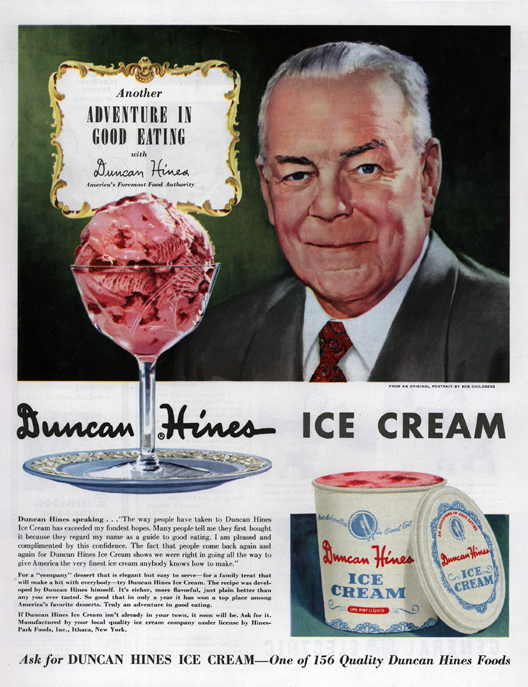 Another
ADVENTURE IN
GOOD EATING
with
Duncan Hines
America's Foremost Food Authority
FROM AN ORIGINAL PORTRAIT BY BOB CHILDRESS
Duncan ® Hines ICE CREAM
Duncan Hines speaking . . . "The way people have taken to Duncan Hines
Ice Cream has exceeded my fondest hopes. Many people tell me they first bought
it because they regard my name as a guide to good eating. I am pleased and
complimented by this confidence. The fact that people come back again and
again for Duncan Hines Ice Cream shows we were right in going all the way to
give America the very finest ice cream anybody knows how to make."
For a "company" dessert that is elegant but easy to serve—for a family treat that
will make a hit with everybody—try Duncan Hines Ice Cream. The recipe was devel-
oped by Duncan Hines himself. It's richer, more flavorful, just plain better than
any you ever tasted. So good that in only a year it has won a top place among
America's favorite desserts. Truly an adventure in good eating.
If Duncan Hines Ice Cream isn't already in your town, it soon will be. Ask for it.
Manufactured by your local quality ice cream company under license by Hines-
Park Foods, Inc., Ithaca, New York.
in Good Eating
Duncan Hines
ICE
CREAM
ONE PINT LIQUID
AN ADVENTURE IN GOOD EATING
Duncan Hines
ICE
CREAM
Ask for DUNCAN HINES ICE CREAM—One of 156 Quality Duncan Hines Foods